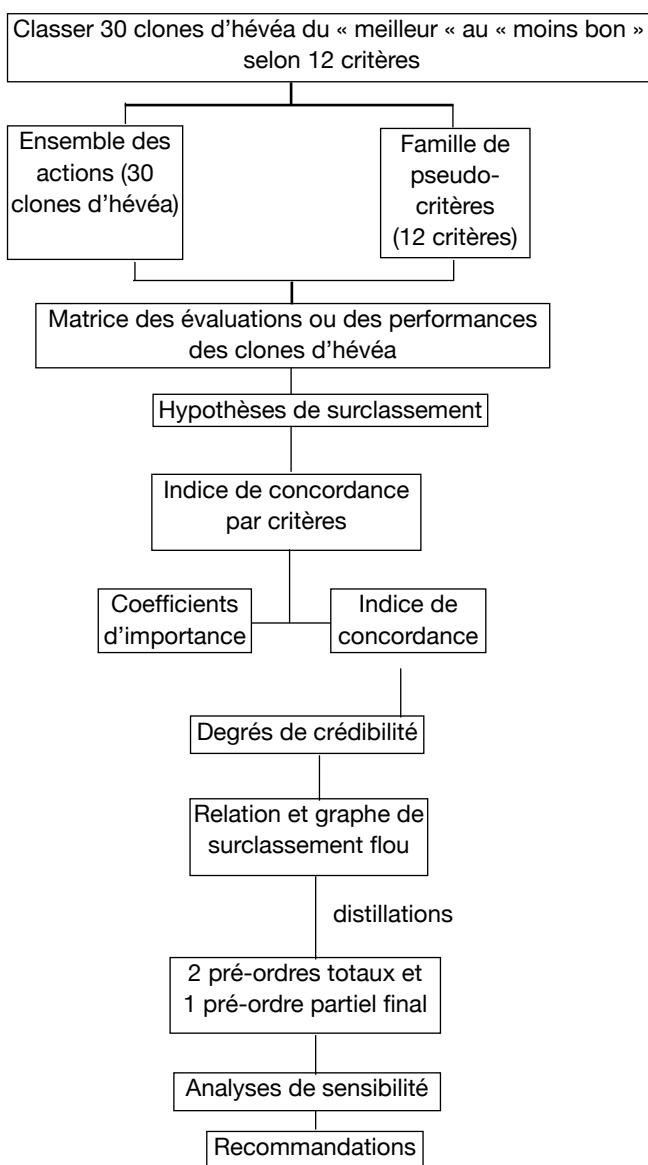 Classer 30 clones d'hévéa du « meilleur « au « moins bon »
selon 12 critères
Ensemble des
actions (30
clones d'hévéa)
Famille de
pseudo-
critères
(12 critères)
Matrice des évaluations ou des performances
des clones d'hévéa
Hypothèses de surclassement
Indice de concordance
par critères
Coefficients
d'importance
Indice de
concordance
Degrés de crédibilité
Relation et graphe de
surclassement flou
distillations
2 pré-ordres totaux et
1 pré-ordre partiel final
Analyses de sensibilité
Recommandations